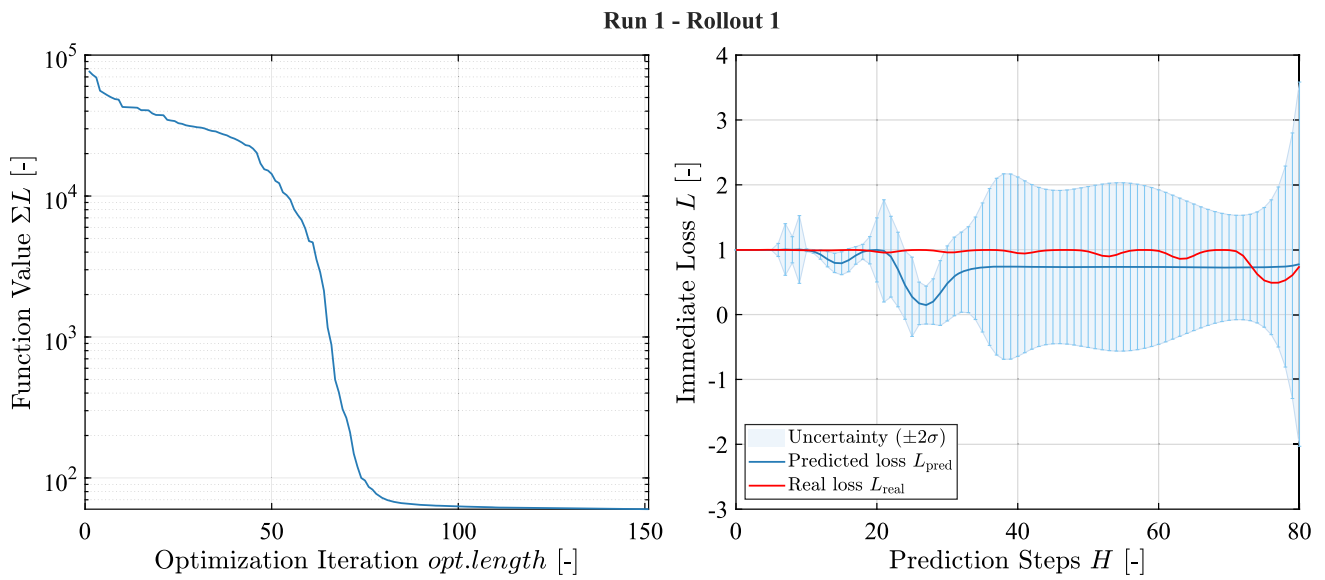 Run 1 - Rollout 1
10^5
10^4
10^3
10^2
0
50
100
150
Function Value ΣL [-]
Optimization Iteration opt.length [-]
4
3
2
1
0
-1
-2
-3
0
20
40
60
80
Immediate Loss L [-]
Prediction Steps H [-]
Uncertainty (±2σ)
Predicted loss L_pred
Real loss L_real